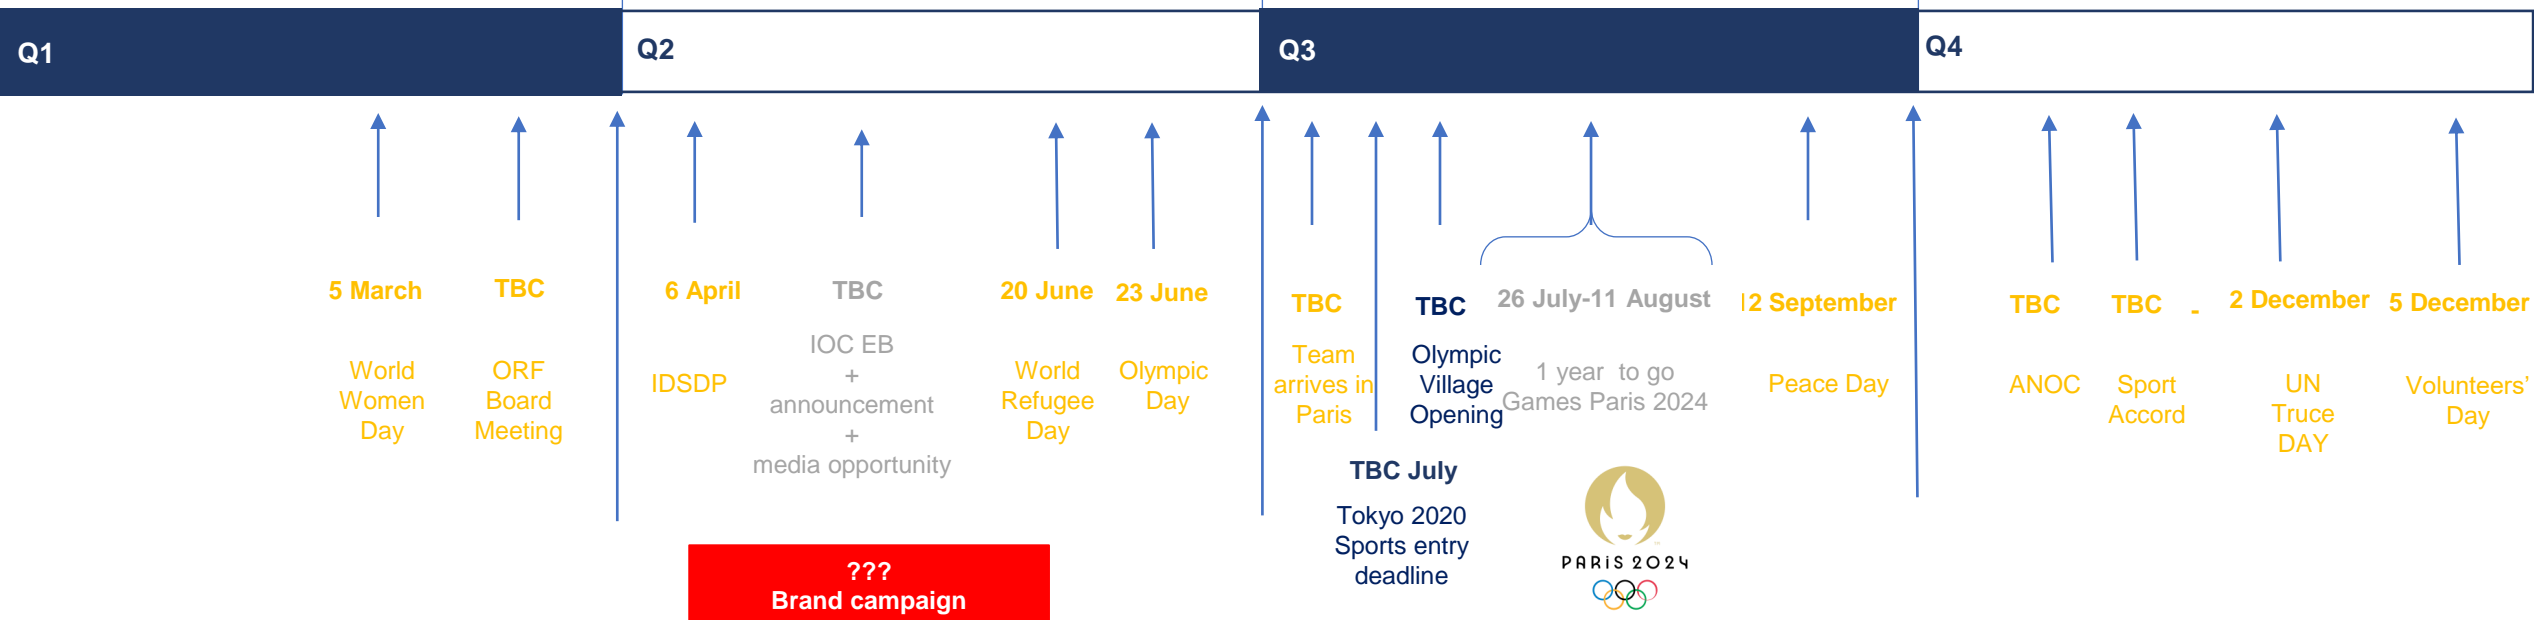 Q1
Q2
Q3
Q4
5 March
World
Women
Day
TBC
ORF
Board
Meeting
6 April
IDSDP
TBC
IOC EB
+
announcement
+
media opportunity
20 June
World
Refugee
Day
23 June
Olympic
Day
TBC
Team
arrives in
Paris
TBC July
Tokyo 2020
Sports entry
deadline
TBC
Olympic
Village
Opening
26 July-11 August
1 year to go
Games Paris 2024
PARIS 2024
12 September
Peace Day
TBC
ANOC
TBC -
Sport
Accord
2 December
UN
Truce
DAY
5 December
Volunteers’
Day
???
Brand campaign